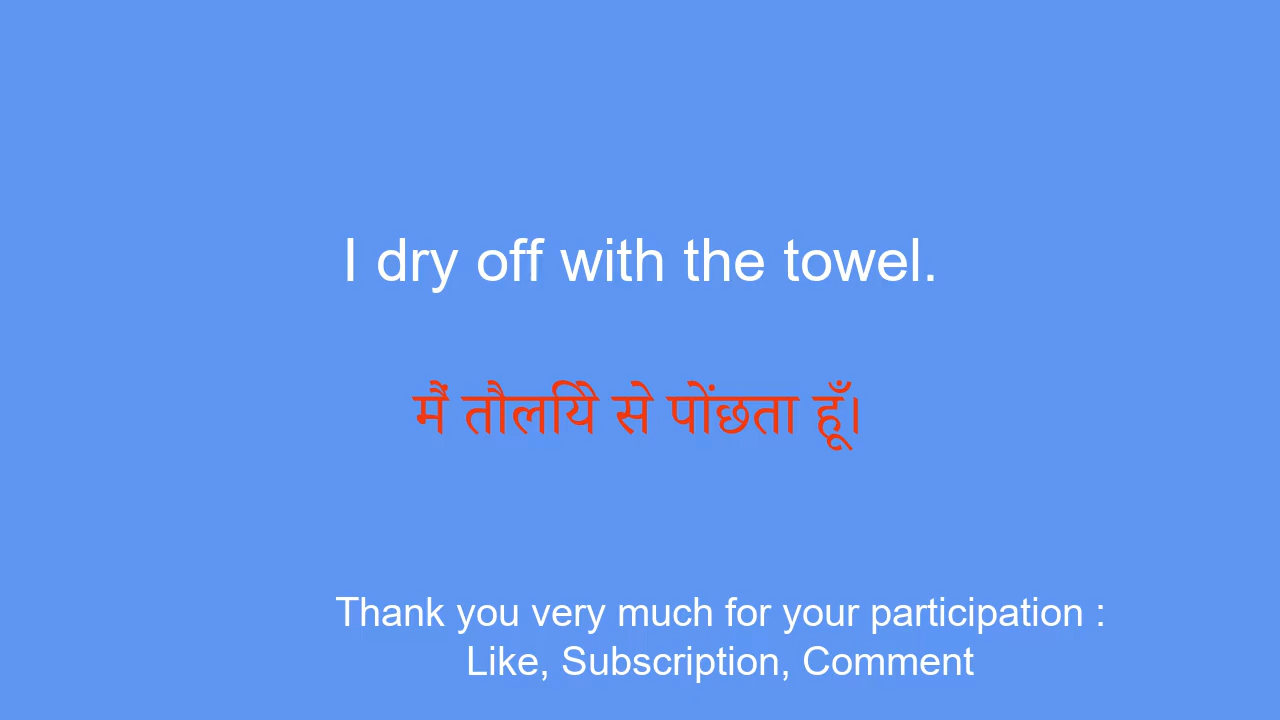 I dry off with the towel.
मैं तौलिये से पोंछता हूँ।
Thank you very much for your participation :
Like, Subscription, Comment